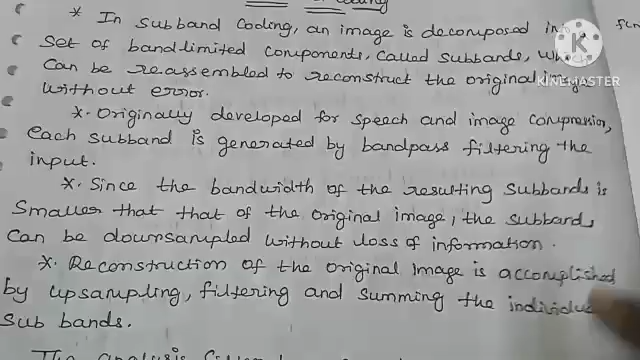 Coding
* In subband Coding, an image is decomposed in
set of bandlimited components, called subbands,
Can be reassembled to reconstruct the original
without error.
*. Originally developed for speech and image compression,
each subband is generated by bandpass filtering the
input.
*. Since the bandwidth of the resulting subbands is
smaller that that of the original image, the subbands
Can be downsampled without loss of information.
*. Reconstruction of the original image is accomplished
by upsampling, filtering and summing the
Sub bands.
The analysis
KINEMASTER